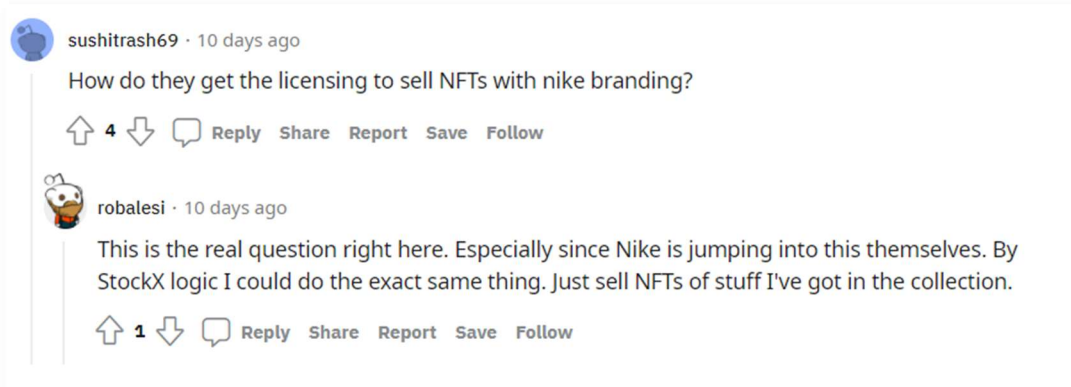 sushitrash69 · 10 days ago
How do they get the licensing to sell NFTs with nike branding?
4 Reply Share Report Save Follow
robalesi · 10 days ago
This is the real question right here. Especially since Nike is jumping into this themselves. By
StockX logic I could do the exact same thing. Just sell NFTs of stuff I've got in the collection.
1 Reply Share Report Save Follow